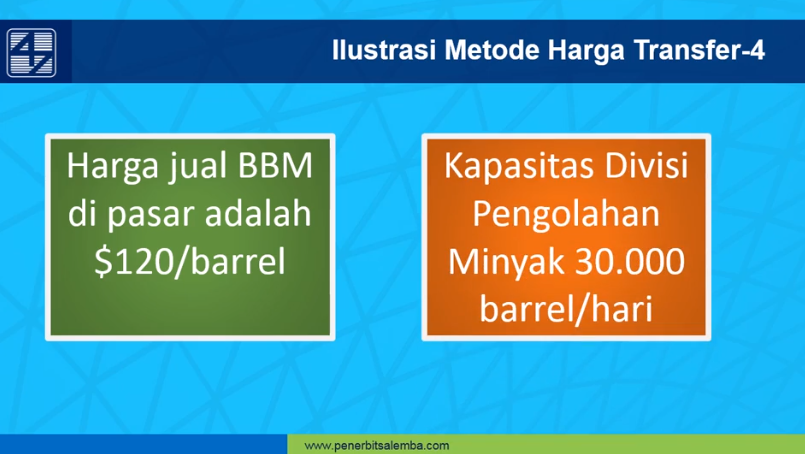 Ilustrasi Metode Harga Transfer-4
Harga jual BBM
di pasar adalah
$120/barrel
Kapasitas Divisi
Pengolahan
Minyak 30.000
barrel/hari
www.penerbitsalemba.com